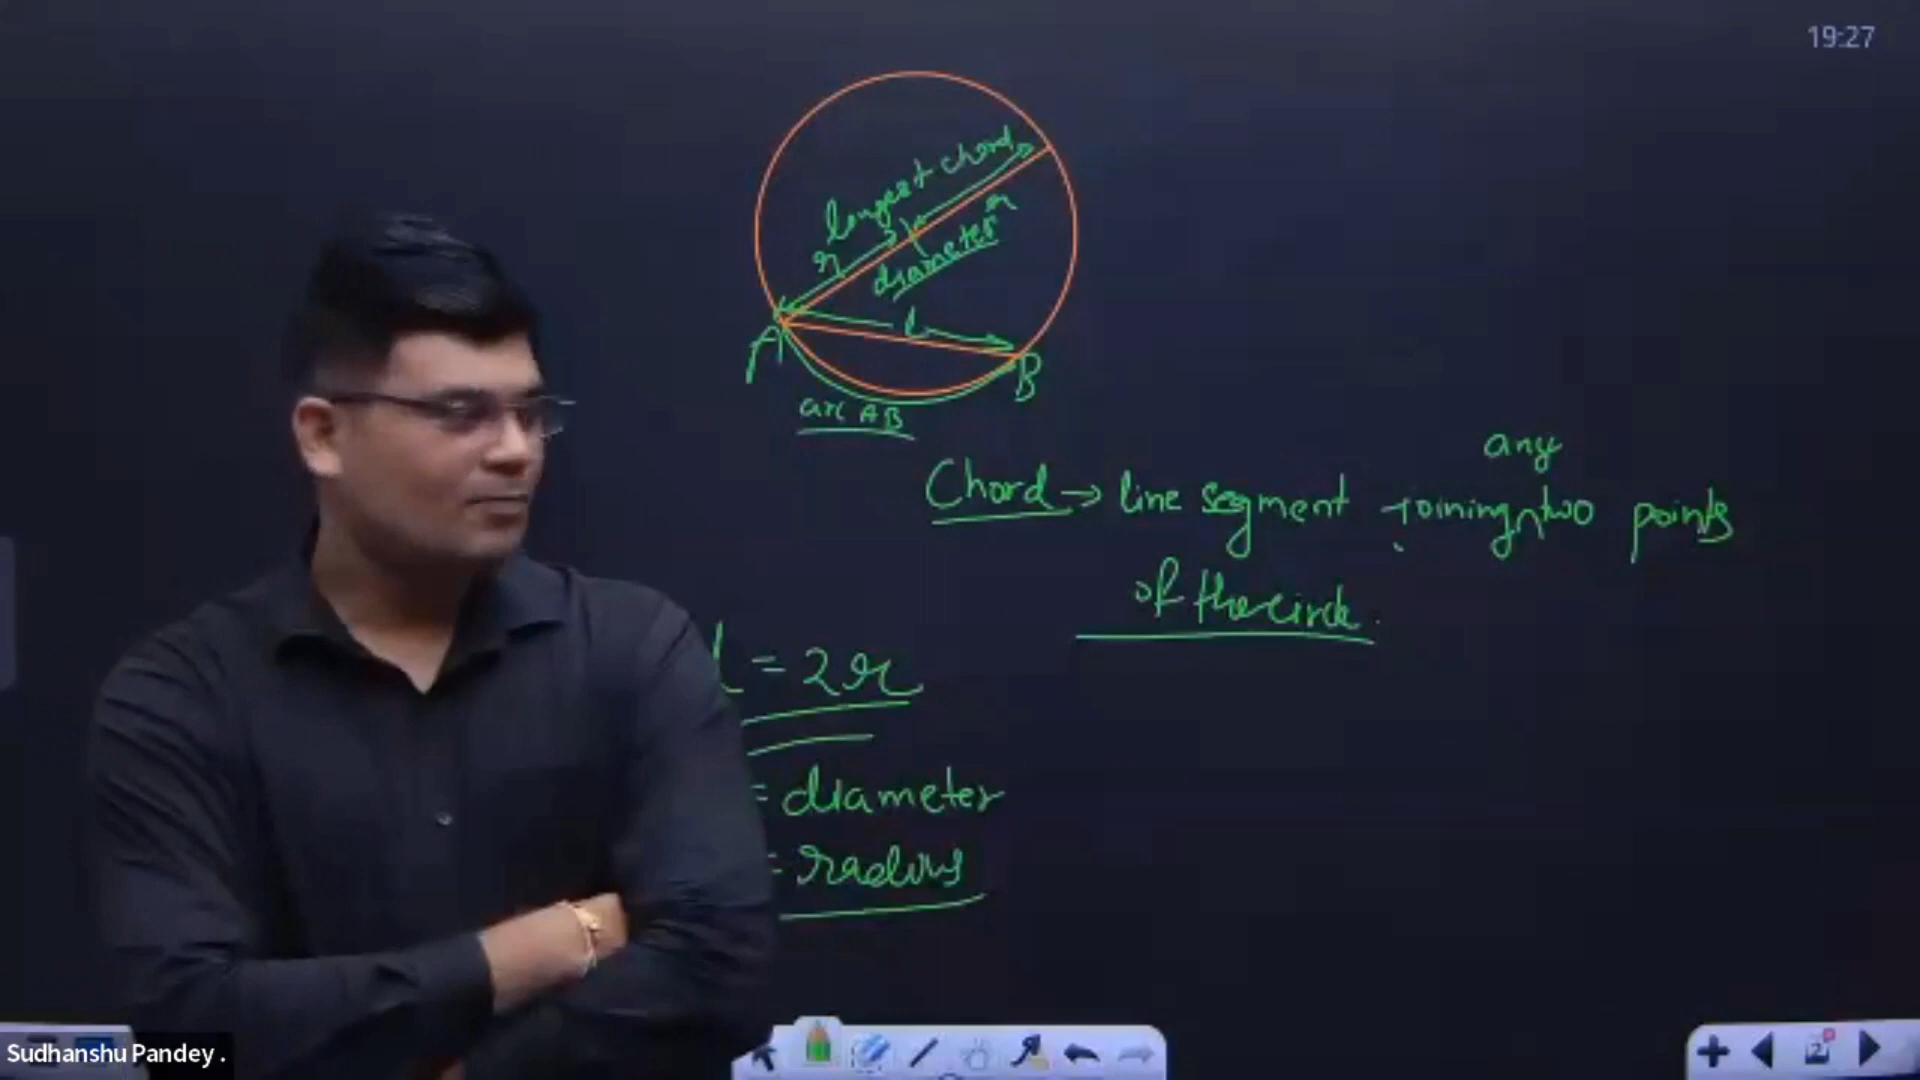 19:27
longest chord
r
r
diameter
l
A
B
arc AB
any
Chord → line segment joining two points
of the circle.
= 2r
= diameter
= radius
Sudhanshu Pandey .
2